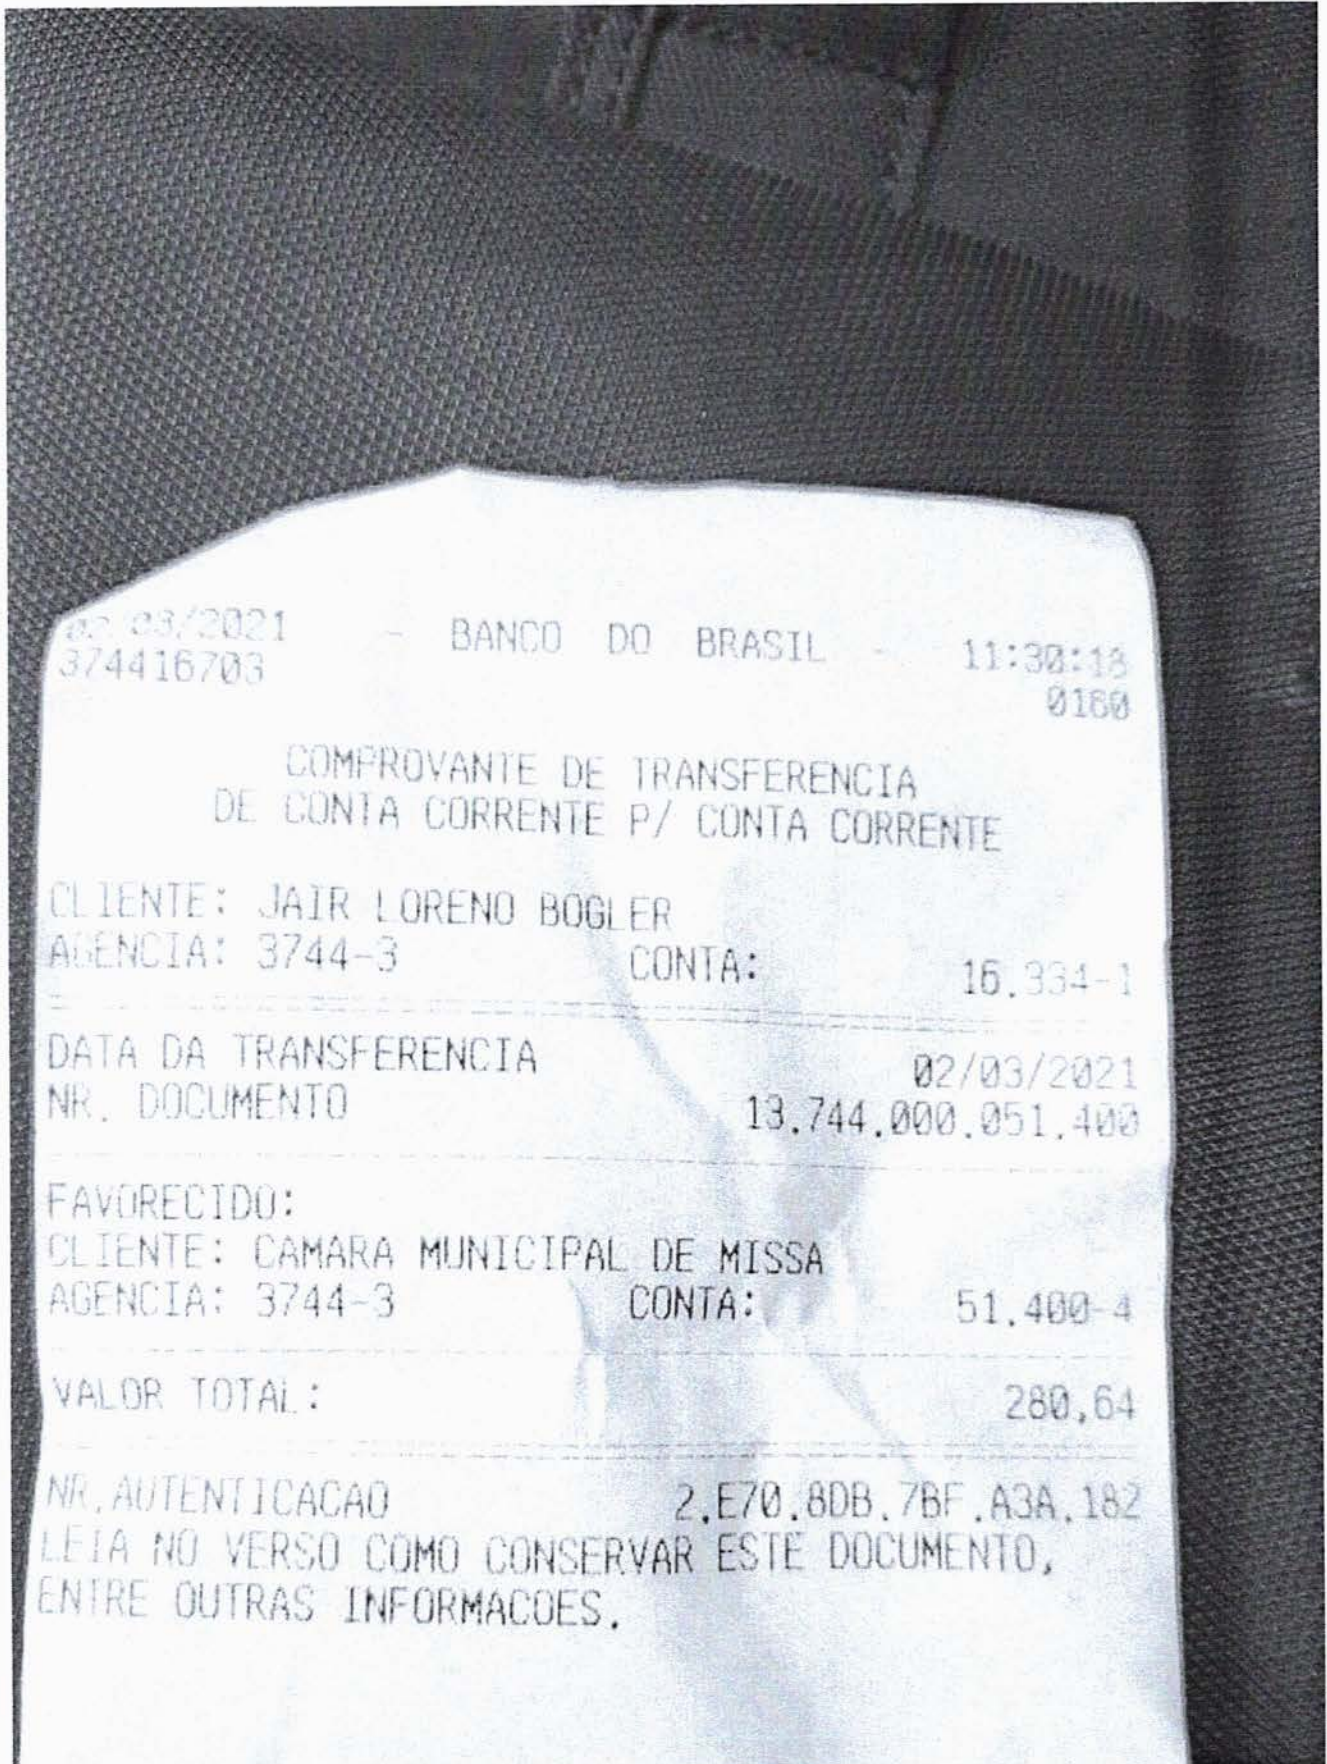 02/03/2021 - BANCO DO BRASIL - 11:30:18
374416703 0160
COMPROVANTE DE TRANSFERENCIA
DE CONTA CORRENTE P/ CONTA CORRENTE
CLIENTE: JAIR LORENO BOGLER
AGENCIA: 3744-3 CONTA: 16.334-1
DATA DA TRANSFERENCIA 02/03/2021
NR. DOCUMENTO 13.744.000.051.400
FAVORECIDO:
CLIENTE: CAMARA MUNICIPAL DE MISSA
AGENCIA: 3744-3 CONTA: 51.400-4
VALOR TOTAL: 280,64
NR.AUTENTICACAO 2.E70.8DB.7BF.A3A.182
LEIA NO VERSO COMO CONSERVAR ESTE DOCUMENTO,
ENTRE OUTRAS INFORMACOES.